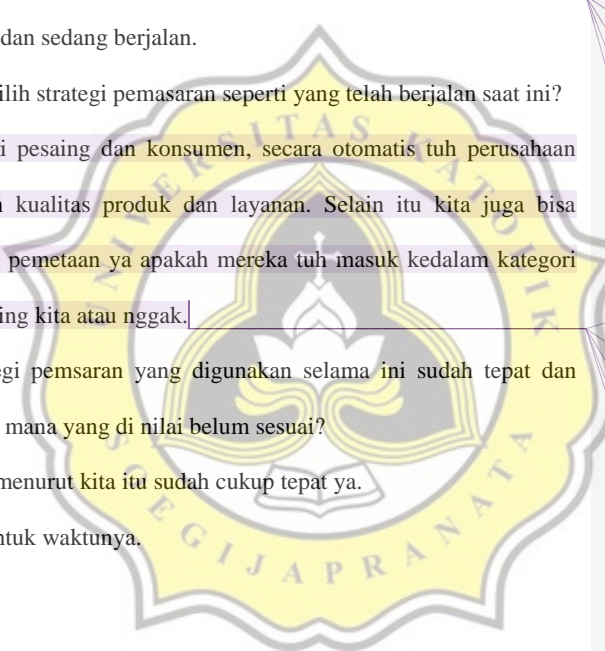 dan sedang berjalan.
ilih strategi pemasaran seperti yang telah berjalan saat ini?
i pesaing dan konsumen, secara otomatis tuh perusahaan
kualitas produk dan layanan. Selain itu kita juga bisa
pemetaan ya apakah mereka tuh masuk kedalam kategori
ing kita atau nggak.
egi pemsaran yang digunakan selama ini sudah tepat dan
mana yang di nilai belum sesuai?
menurut kita itu sudah cukup tepat ya.
ntuk waktunya.
UNIVERSITAS KATOLIK
SOEGIJAPRANATA